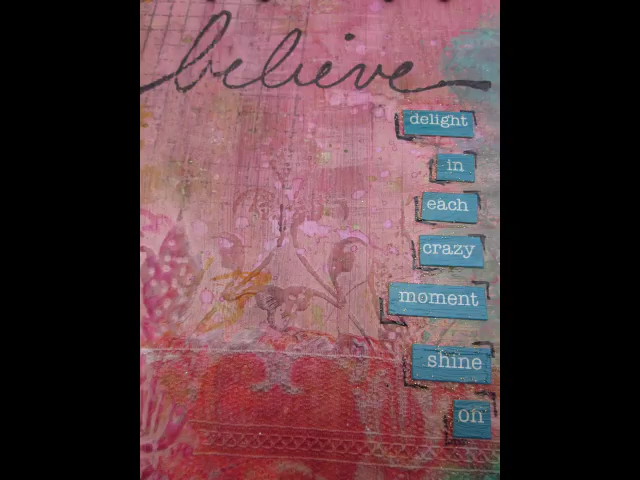 believe
delight
in
each
crazy
moment
shine
on